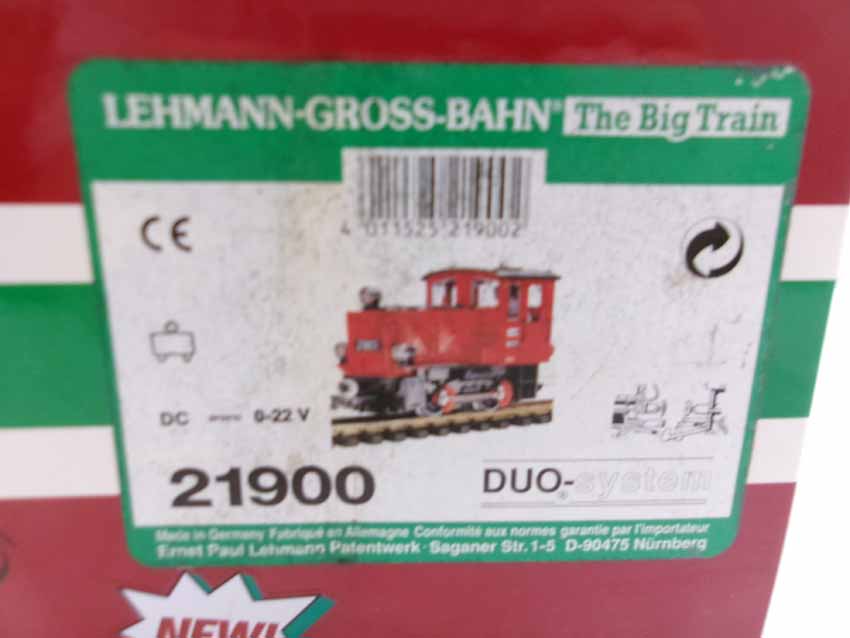 LEHMANN-GROSS-BAHN® The Big Train
4 011525 219002
CE
DC 0-22 V
21900
DUO-®system
Made in Germany Fabriqué en Allemagne Conformité aux normes garantie par l'importateur
Ernst Paul Lehmann Patentwerk · Saganer Str. 1-5 D-90475 Nürnberg
NEW!